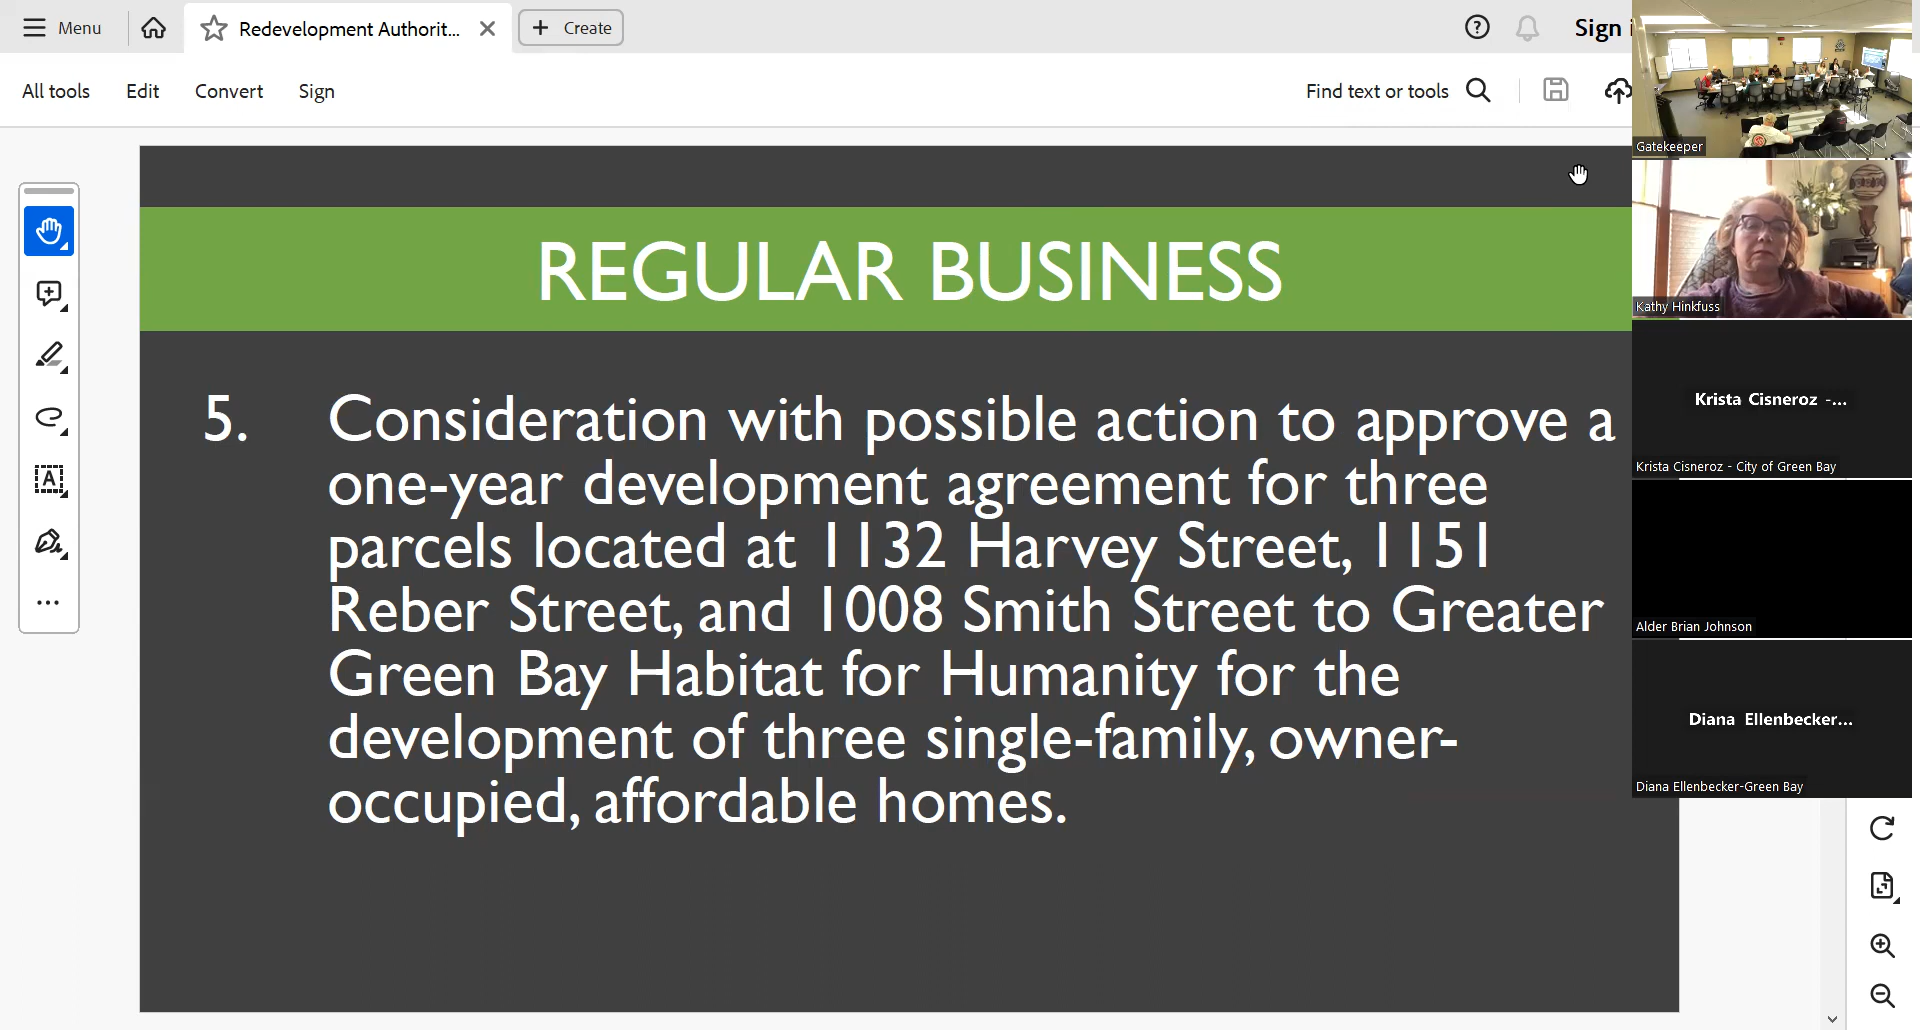 Menu
Redevelopment Authorit...
Create
Sign i
All tools
Edit
Convert
Sign
Find text or tools
REGULAR BUSINESS
5. Consideration with possible action to approve a
one-year development agreement for three
parcels located at 1132 Harvey Street, 1151
Reber Street, and 1008 Smith Street to Greater
Green Bay Habitat for Humanity for the
development of three single-family, owner-
occupied, affordable homes.
Gatekeeper
Kathy Hinkfuss
Krista Cisneroz -...
Krista Cisneroz - City of Green Bay
Alder Brian Johnson
Diana Ellenbecker...
Diana Ellenbecker-Green Bay